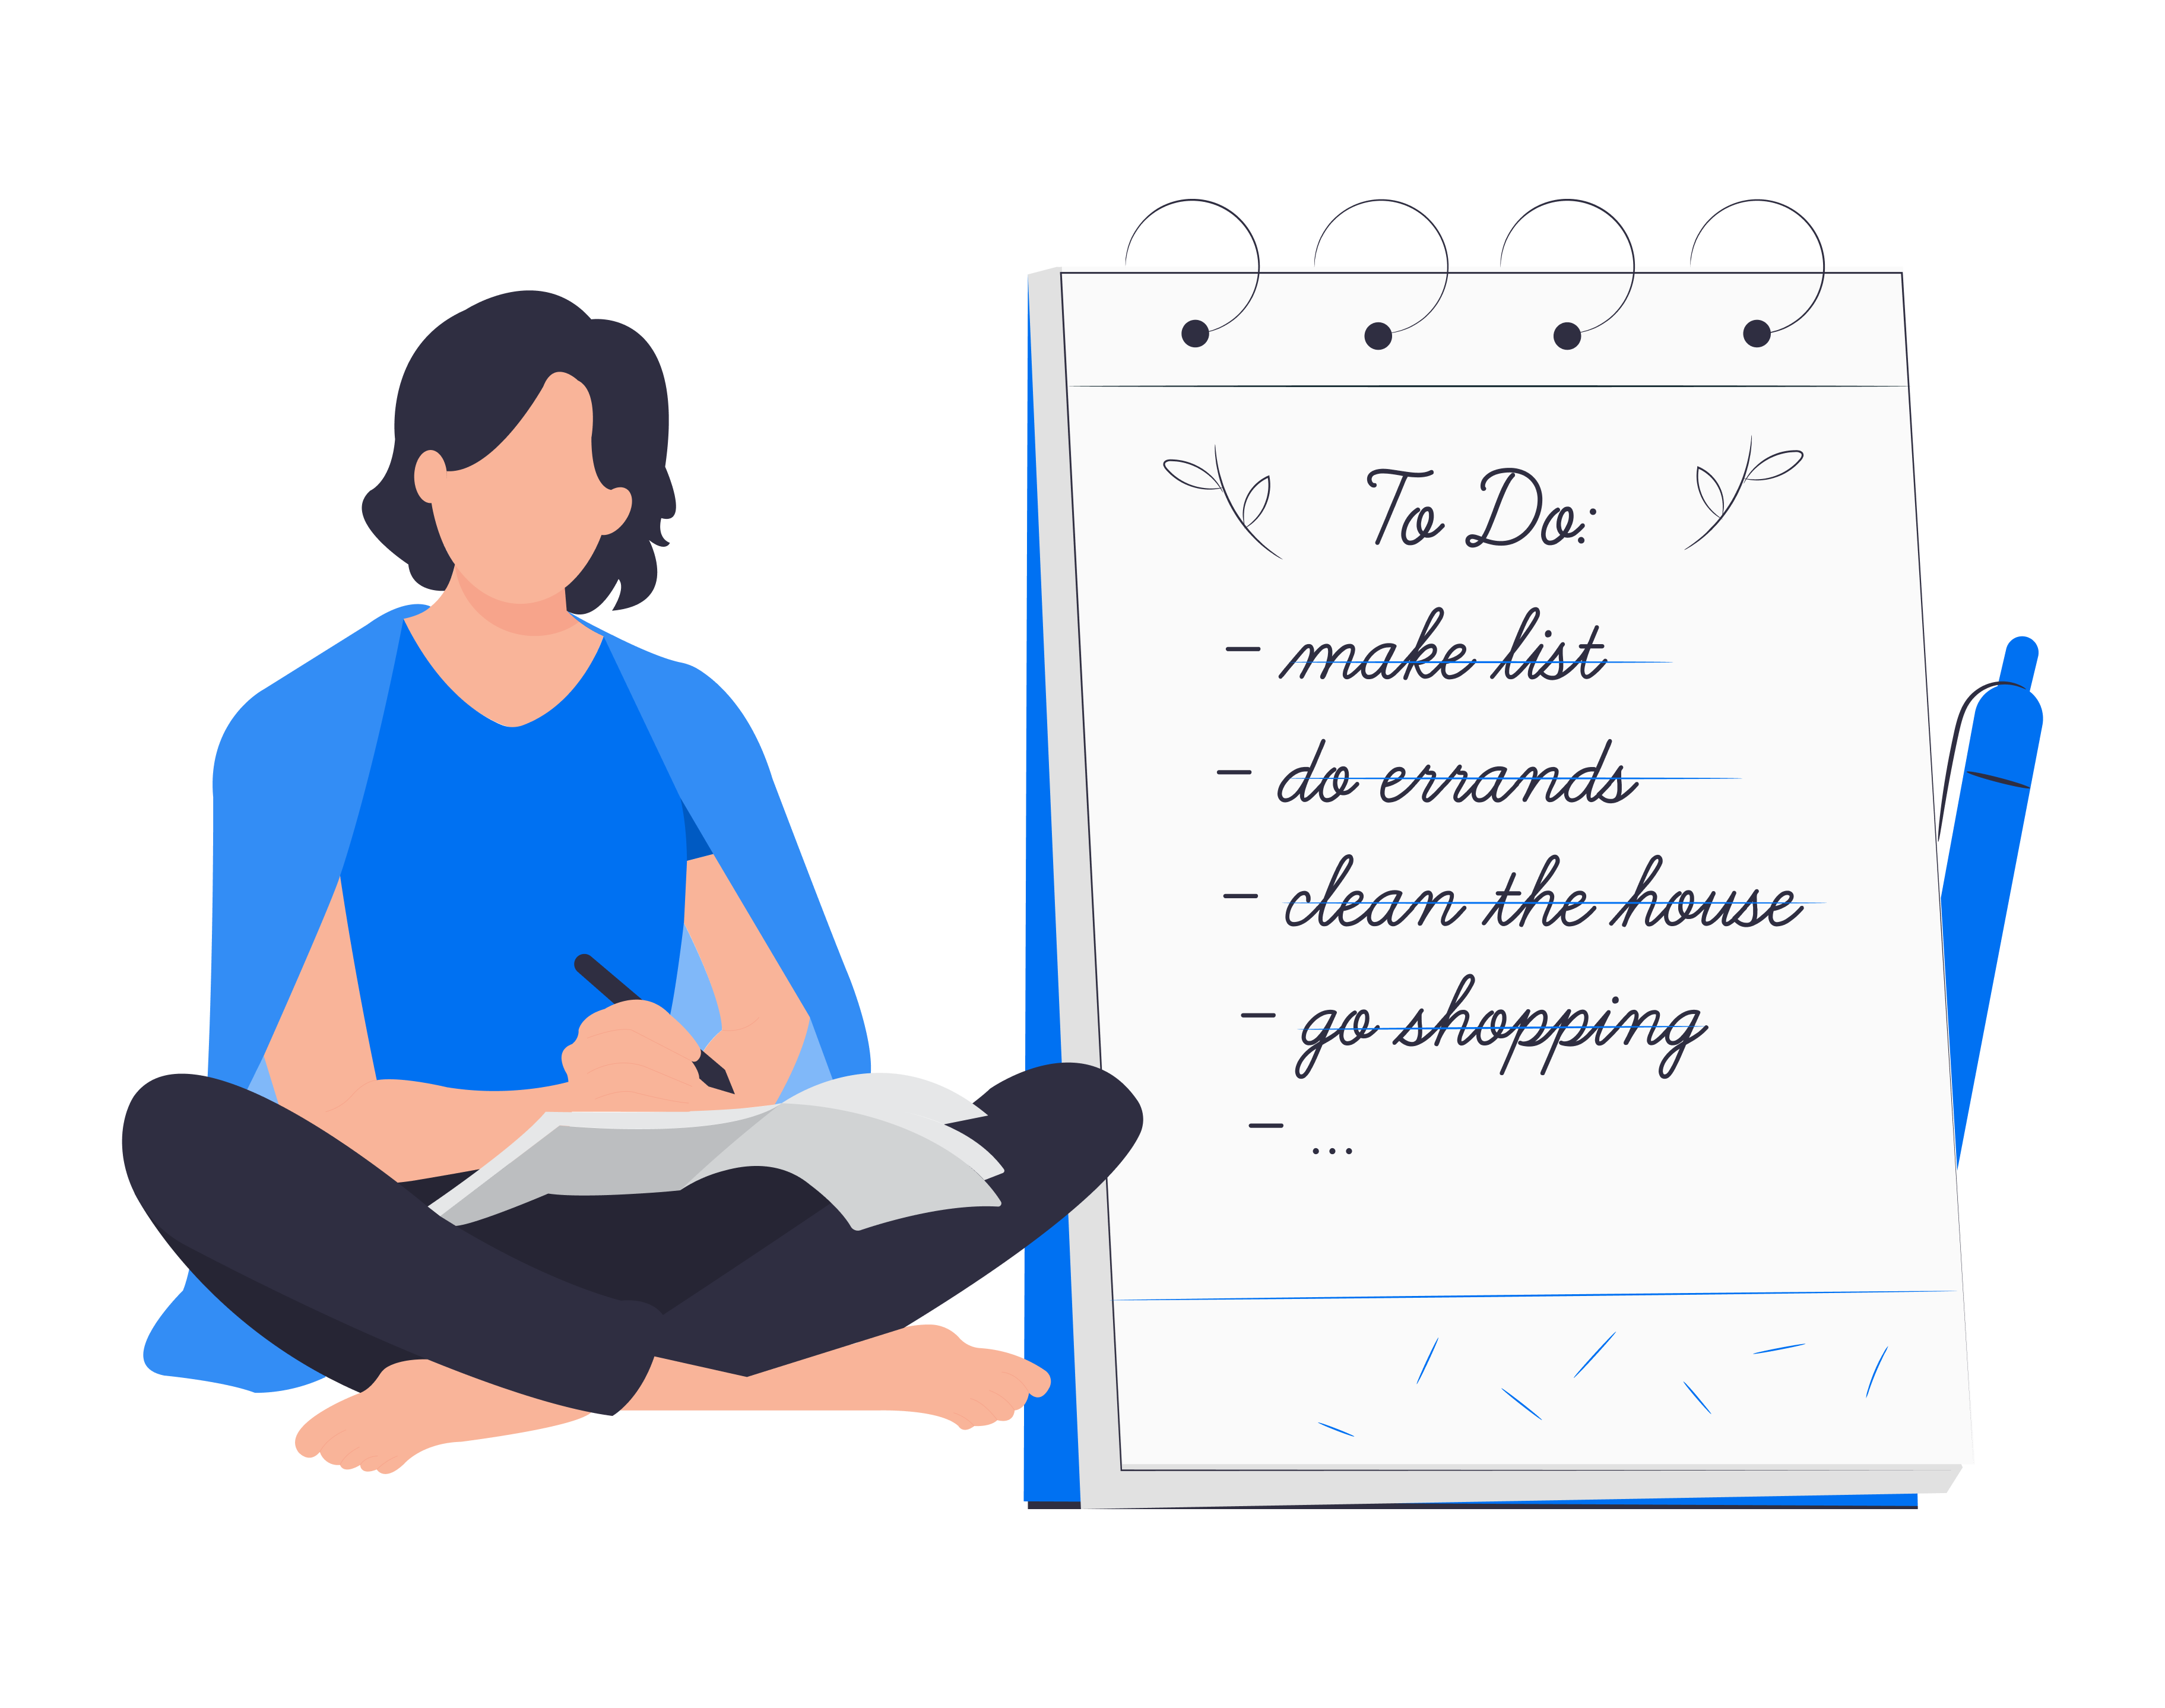 To Do:
- make list
- do errands
- clean the house
- go shopping
- ...